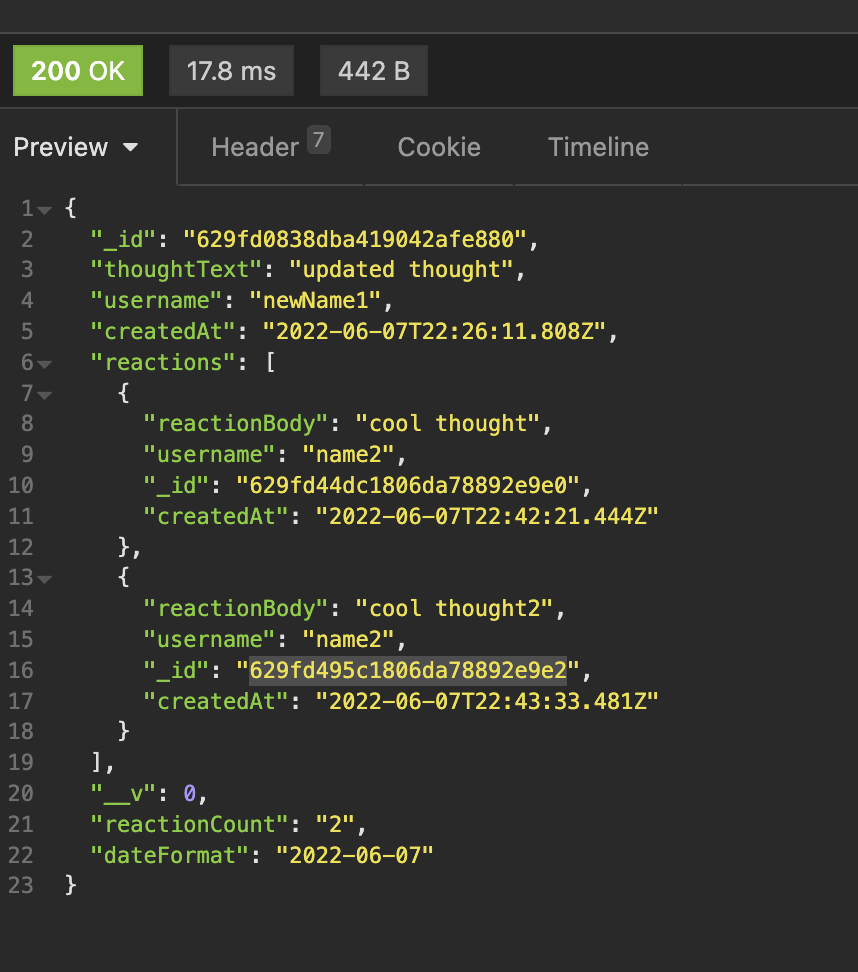 200 OK 17.8 ms 442 B
Preview Header 7 Cookie Timeline
1 {
2 "_id": "629fd0838dba419042afe880",
3 "thoughtText": "updated thought",
4 "username": "newName1",
5 "createdAt": "2022-06-07T22:26:11.808Z",
6 "reactions": [
7 {
8 "reactionBody": "cool thought",
9 "username": "name2",
10 "_id": "629fd44dc1806da78892e9e0",
11 "createdAt": "2022-06-07T22:42:21.444Z"
12 },
13 {
14 "reactionBody": "cool thought2",
15 "username": "name2",
16 "_id": "629fd495c1806da78892e9e2",
17 "createdAt": "2022-06-07T22:43:33.481Z"
18 }
19 ],
20 "__v": 0,
21 "reactionCount": "2",
22 "dateFormat": "2022-06-07"
23 }